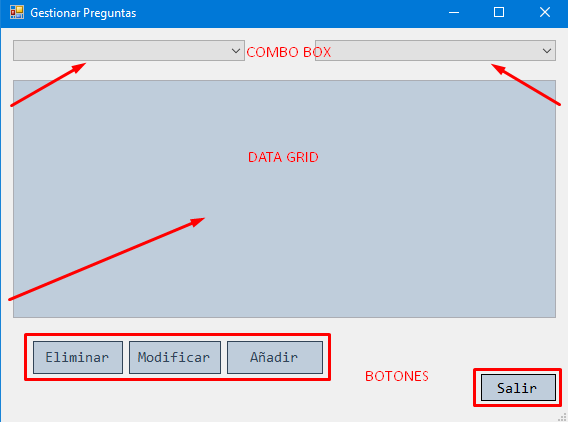 Gestionar Preguntas
COMBO BOX
DATA GRID
Eliminar Modificar Añadir
BOTONES
Salir